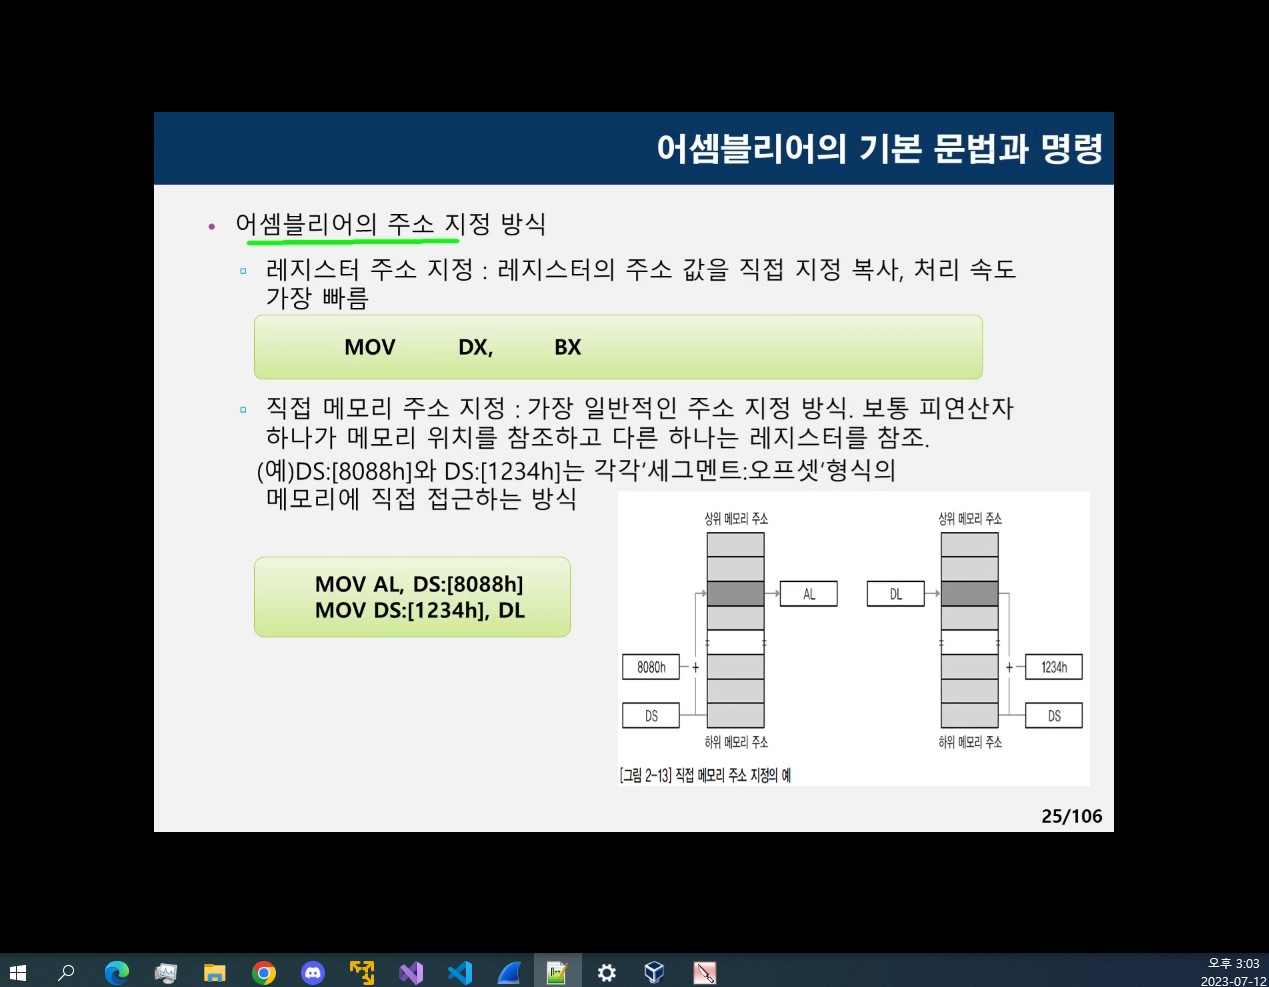 어셈블리어의 기본 문법과 명령
• 어셈블리어의 주소 지정 방식
레지스터 주소 지정 : 레지스터의 주소 값을 직접 지정 복사, 처리 속도
가장 빠름
MOV DX, BX
직접 메모리 주소 지정 : 가장 일반적인 주소 지정 방식. 보통 피연산자
하나가 메모리 위치를 참조하고 다른 하나는 레지스터를 참조.
(예)DS:[8088h]와 DS:[1234h]는 각각‘세그멘트:오프셋’형식의
메모리에 직접 접근하는 방식
MOV AL, DS:[8088h]
MOV DS:[1234h], DL
상위 메모리 주소
AL
8080h
+
DS
하위 메모리 주소
상위 메모리 주소
DL
+
1234h
DS
하위 메모리 주소
[그림 2-13] 직접 메모리 주소 지정의 예
25/106
오후 3:03
2023-07-12